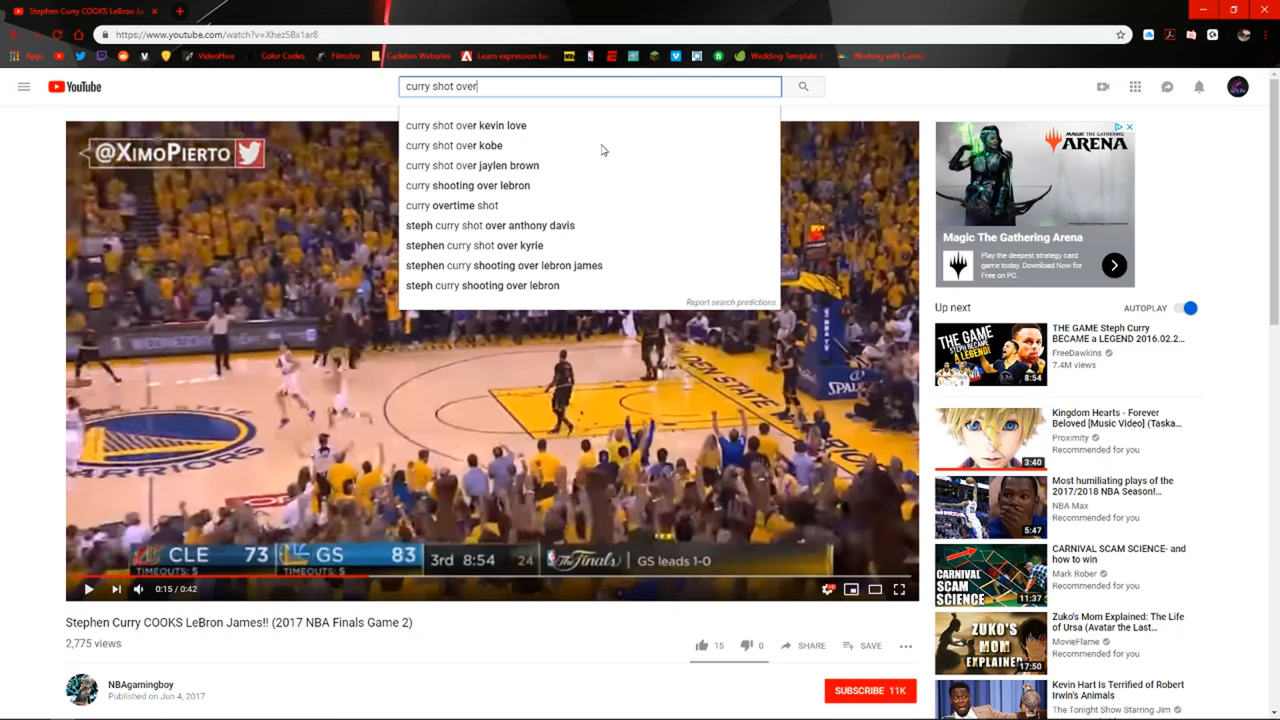 Stephen Curry COOKS LeBron Ja
https://www.youtube.com/watch?v=Xhez5Bx1ar8
Apps
VideoHive
Color Codes
Filmstro
Carleton Websites
Learn expression ba
Wedding Template
Working with Came
YouTube
curry shot over
curry shot over kevin love
curry shot over kobe
curry shot over jaylen brown
curry shooting over lebron
curry overtime shot
steph curry shot over anthony davis
stephen curry shot over kyrie
stephen curry shooting over lebron james
steph curry shooting over lebron
Report search predictions
@XIMOPIERTO
GOLDEN STATE
WARRIORS
SPALDING
CLE 73 GS 83 3rd 8:54 24 The Finals GS leads 1-0
TIMEOUTS: 5 TIMEOUTS: 5
0:15 / 0:42
Stephen Curry COOKS LeBron James!! (2017 NBA Finals Game 2)
2,775 views
15
0
SHARE
SAVE
NBAgamingboy
Published on Jun 4, 2017
SUBSCRIBE 11K
MAGIC THE GATHERING
ARENA
Magic The Gathering
Arena
Play the deepest strategy card
game today. Download Now for
Free on PC.
Up next
AUTOPLAY
THE GAME STEPH BECAME A LEGEND!
8:54
THE GAME Steph Curry
BECAME a LEGEND 2016.02.2...
FreeDawkins
7.4M views
3:40
Kingdom Hearts - Forever
Beloved [Music Video] (Taska...
Proximity
Recommended for you
5:47
Most humiliating plays of the
2017/2018 NBA Season!...
NBA Max
Recommended for you
CARNIVAL
SCAM
SCIENCE
11:37
CARNIVAL SCAM SCIENCE- and
how to win
Mark Rober
Recommended for you
ZUKO'S
MOM
EXPLAINED
17:50
Zuko's Mom Explained: The Life
of Ursa (Avatar the Last...
MovieFlame
Recommended for you
Kevin Hart Is Terrified of Robert
Irwin's Animals
The Tonight Show Starring Jim